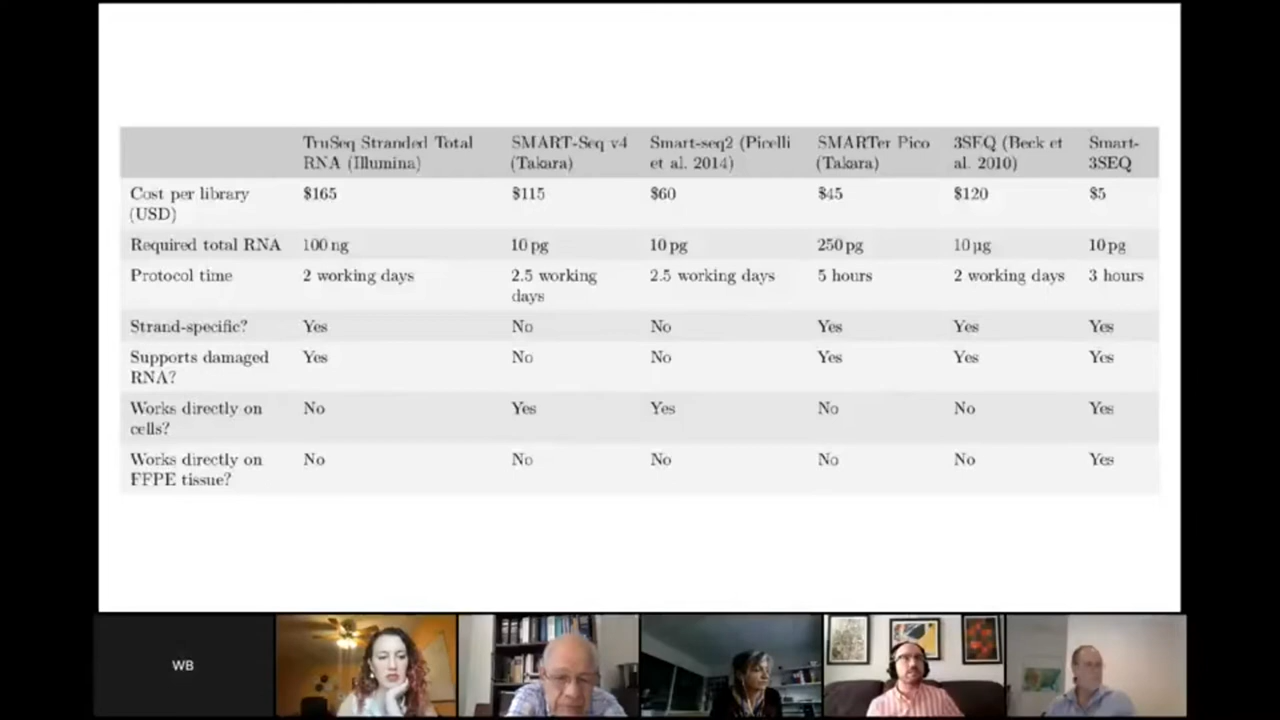 TruSeq Stranded Total RNA (Illumina) SMART-Seq v4 (Takara) Smart-seq2 (Picelli et al. 2014) SMARTer Pico (Takara) 3SEQ (Beck et al. 2010) Smart-3SEQ
Cost per library (USD) $165 $115 $60 $45 $120 $5
Required total RNA 100 ng 10 pg 10 pg 250 pg 10 µg 10 pg
Protocol time 2 working days 2.5 working days 2.5 working days 5 hours 2 working days 3 hours
Strand-specific? Yes No No Yes Yes Yes
Supports damaged RNA? Yes No No Yes Yes Yes
Works directly on cells? No Yes Yes No No Yes
Works directly on FFPE tissue? No No No No No Yes
WB